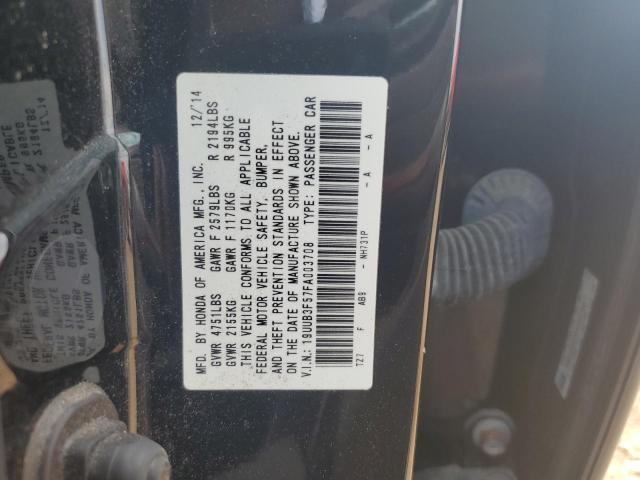 MFD. BY HONDA OF AMERICA MFG., INC. 12/'14
GVWR 4751LBS GAWR F 2579LBS R 2194LBS
GVWR 2155KG GAWR F 1170KG R 995KG
THIS VEHICLE CONFORMS TO ALL APPLICABLE
FEDERAL MOTOR VEHICLE SAFETY, BUMPER,
AND THEFT PREVENTION STANDARDS IN EFFECT
ON THE DATE OF MANUFACTURE SHOWN ABOVE.
V.I.N.: 19UUB3F57FA003708 TYPE: PASSENGER CAR
TZ7 F AB9 - NH731P - A - A